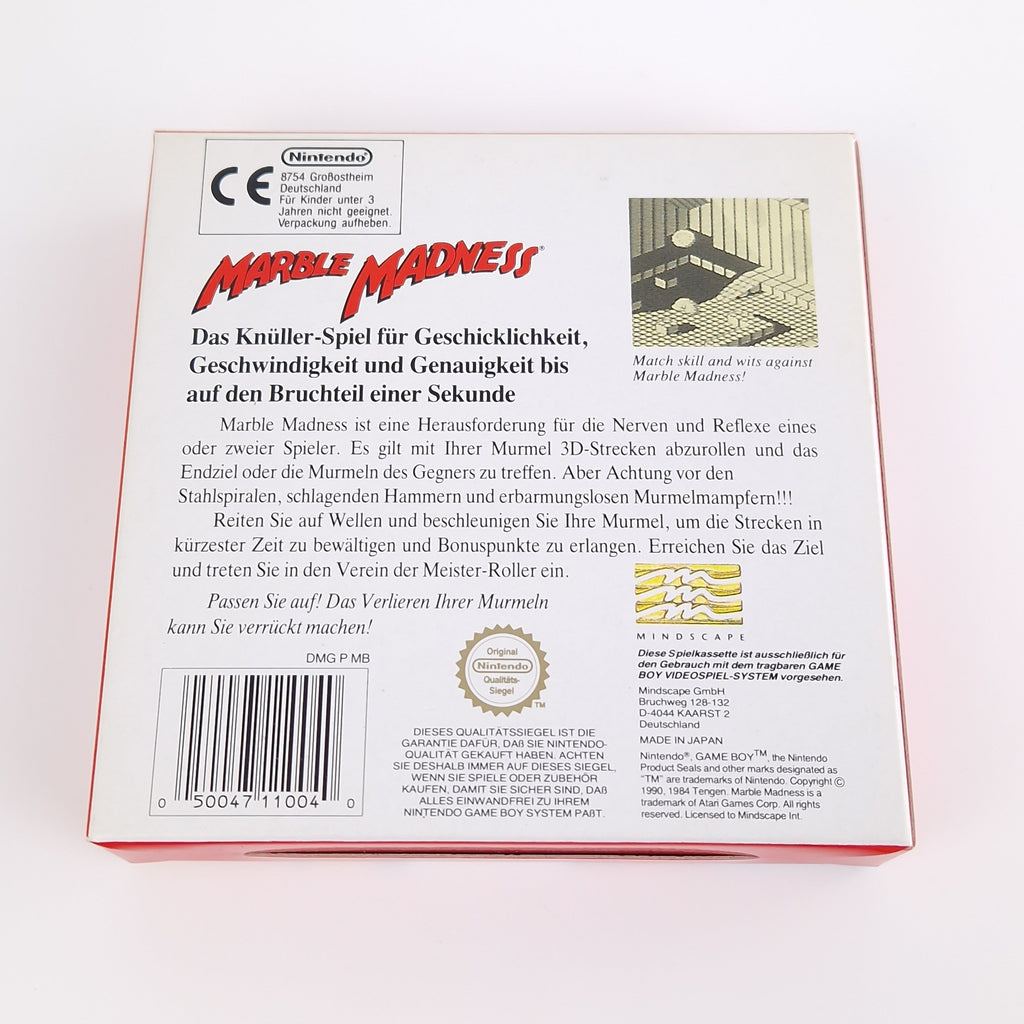 Nintendo®
CE
8754 Großostheim
Deutschland
Für Kinder unter 3
Jahren nicht geeignet.
Verpackung aufheben.
MARBLE MADNESS®
Das Knüller-Spiel für Geschicklichkeit,
Geschwindigkeit und Genauigkeit bis
auf den Bruchteil einer Sekunde
Match skill and wits against
Marble Madness!
Marble Madness ist eine Herausforderung für die Nerven und Reflexe eines
oder zweier Spieler. Es gilt mit Ihrer Murmel 3D-Strecken abzurollen und das
Endziel oder die Murmeln des Gegners zu treffen. Aber Achtung vor den
Stahlspiralen, schlagenden Hammern und erbarmungslosen Murmelmampfern!!!
Reiten Sie auf Wellen und beschleunigen Sie Ihre Murmel, um die Strecken in
kürzester Zeit zu bewältigen und Bonuspunkte zu erlangen. Erreichen Sie das Ziel
und treten Sie in den Verein der Meister-Roller ein.
Passen Sie auf! Das Verlieren Ihrer Murmeln
kann Sie verrückt machen!
DMG P MB
0 50047 11004 0
Original
Nintendo
Qualitäts-
Siegel
TM
DIESES QUALITÄTSSIEGEL IST DIE
GARANTIE DAFÜR, DAß SIE NINTENDO-
QUALITÄT GEKAUFT HABEN. ACHTEN
SIE DESHALB IMMER AUF DIESES SIEGEL,
WENN SIE SPIELE ODER ZUBEHÖR
KAUFEN, DAMIT SIE SICHER SIND, DAß
ALLES EINWANDFREI ZU IHREM
NINTENDO GAME BOY SYSTEM PAßT.
MINDSCAPE
Diese Spielkassette ist ausschließlich für
den Gebrauch mit dem tragbaren GAME
BOY VIDEOSPIEL-SYSTEM vorgesehen.
Mindscape GmbH
Bruchweg 128-132
D-4044 KAARST 2
Deutschland
MADE IN JAPAN
Nintendo®, GAME BOY™, the Nintendo
Product Seals and other marks designated as
"TM" are trademarks of Nintendo. Copyright ©
1990, 1984 Tengen. Marble Madness is a
trademark of Atari Games Corp. All rights
reserved. Licensed to Mindscape Int.